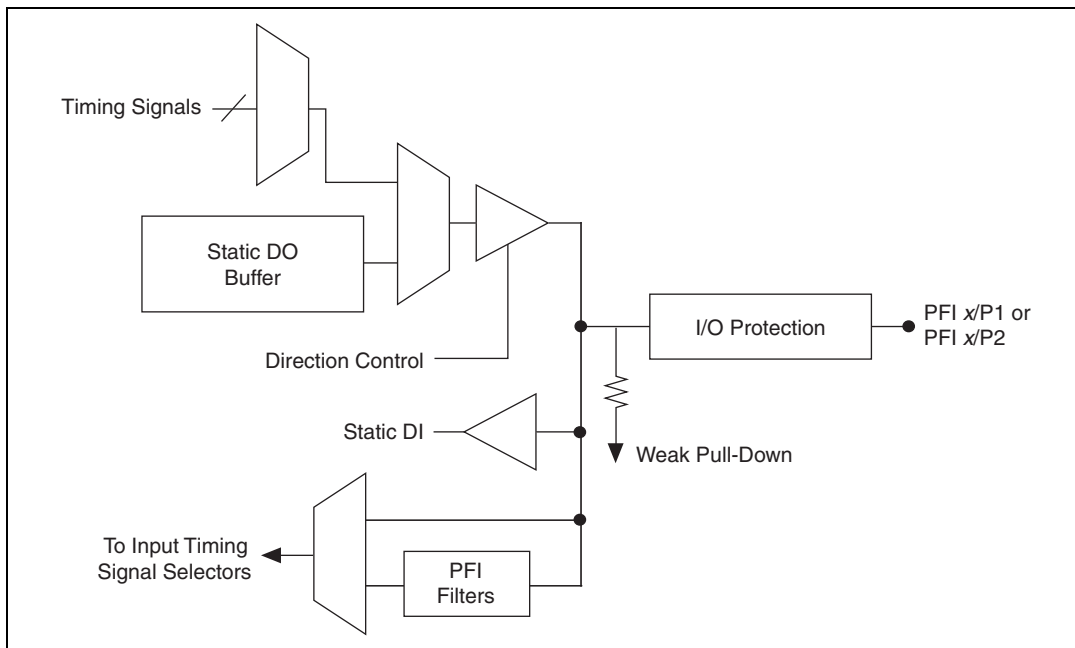 Timing Signals
Static DO
Buffer
Direction Control
I/O Protection
PFI x/P1 or
PFI x/P2
Static DI
Weak Pull-Down
To Input Timing
Signal Selectors
PFI
Filters